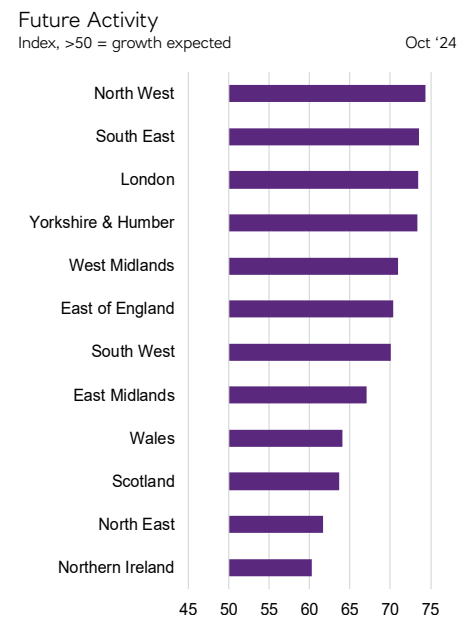 Future Activity
Index, >50 = growth expected
Oct ‘24
North West
South East
London
Yorkshire & Humber
West Midlands
East of England
South West
East Midlands
Wales
Scotland
North East
Northern Ireland
45 50 55 60 65 70 75